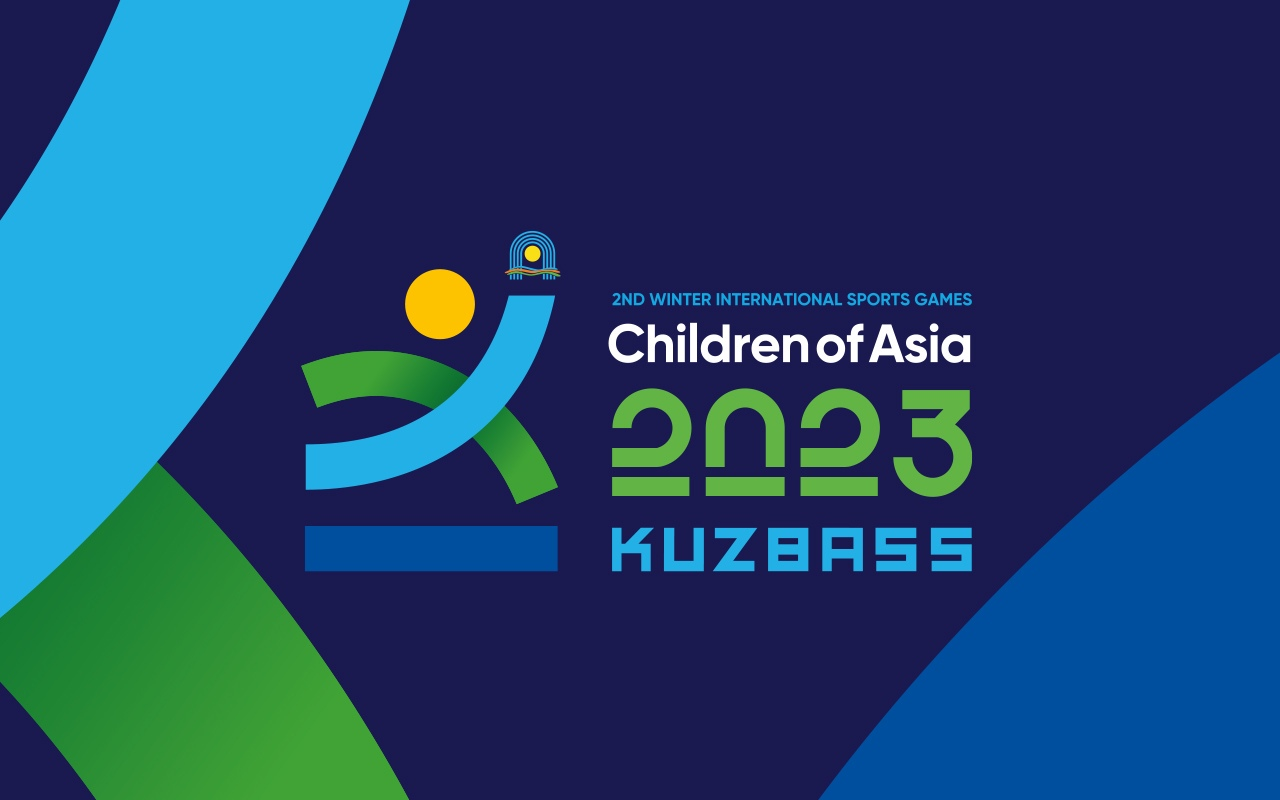 2ND WINTER INTERNATIONAL SPORTS GAMES
Children of Asia
2023
KUZBASS